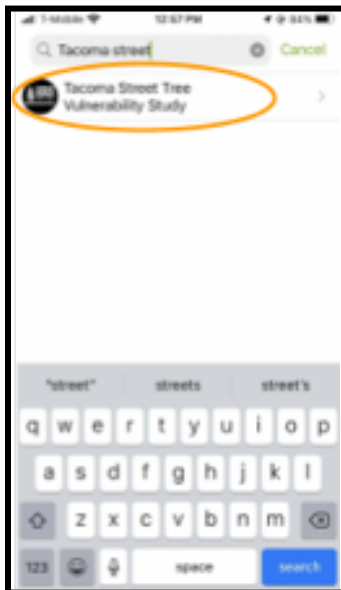 T-Mobile 12:57 PM 84%
Tacoma street Cancel
Tacoma Street Tree
Vulnerability Study
"street" streets street's
q w e r t y u i o p
a s d f g h j k l
z x c v b n m
123 space search